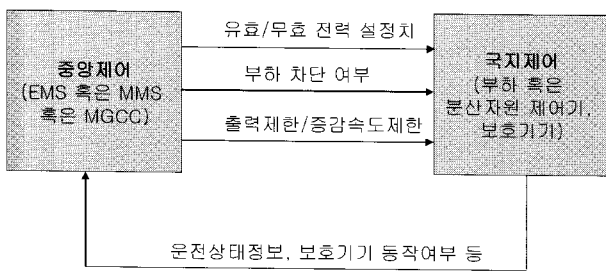 중앙제어
(EMS 혹은 MMS
혹은 MGCC)
유효/무효 전력 설정치
부하 차단 여부
출력제한/증감속도제한
국지제어
(부하 혹은
분산자원 제어기,
보호기기)
운전상태정보, 보호기기 동작여부 등